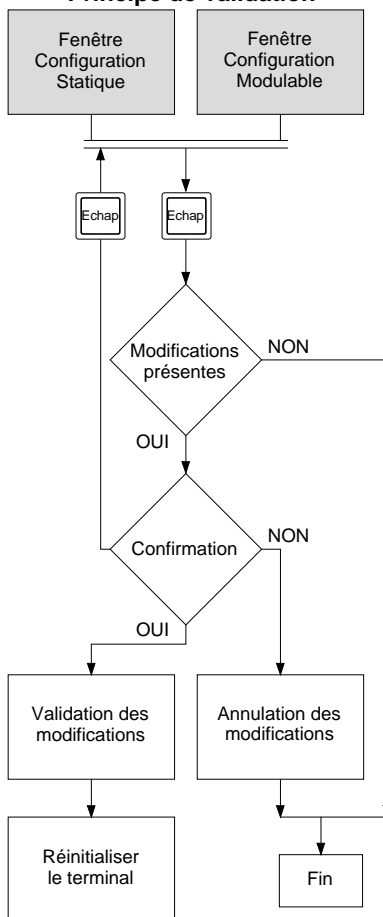 Principe de validation
Fenêtre
Configuration
Statique
Fenêtre
Configuration
Modulable
Echap
Echap
Modifications
présentes
NON
OUI
Confirmation
NON
OUI
Validation des
modifications
Annulation des
modifications
Réinitialiser
le terminal
Fin